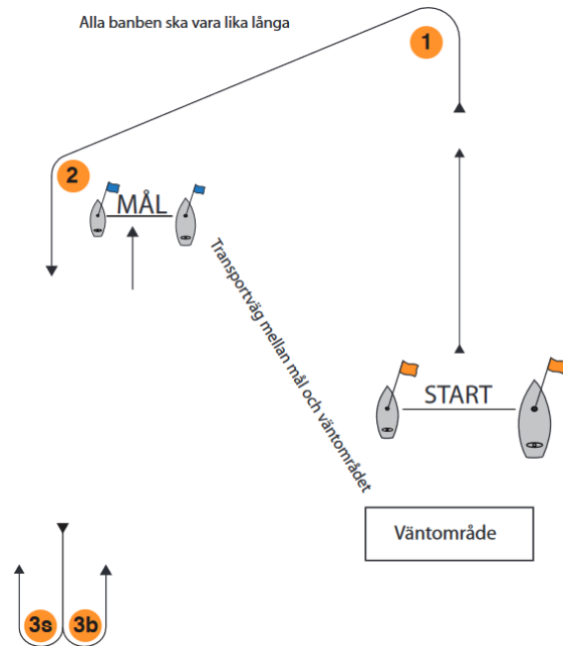 Alla banben ska vara lika långa
1
2
MÅL
Transportväg mellan mål och väntområdet
START
Väntområde
3s
3b